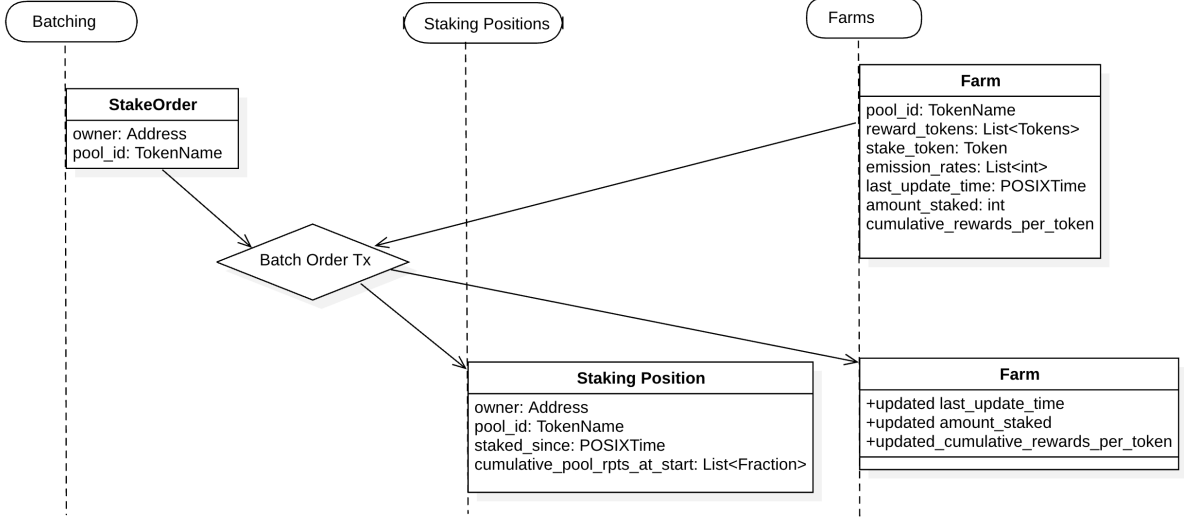 Batching
Staking Positions
Farms
StakeOrder
owner: Address
pool_id: TokenName
Farm
pool_id: TokenName
reward_tokens: List<Tokens>
stake_token: Token
emission_rates: List<int>
last_update_time: POSIXTime
amount_staked: int
cumulative_rewards_per_token
Batch Order Tx
Staking Position
owner: Address
pool_id: TokenName
staked_since: POSIXTime
cumulative_pool_rpts_at_start: List<Fraction>
Farm
+updated last_update_time
+updated amount_staked
+updated_cumulative_rewards_per_token